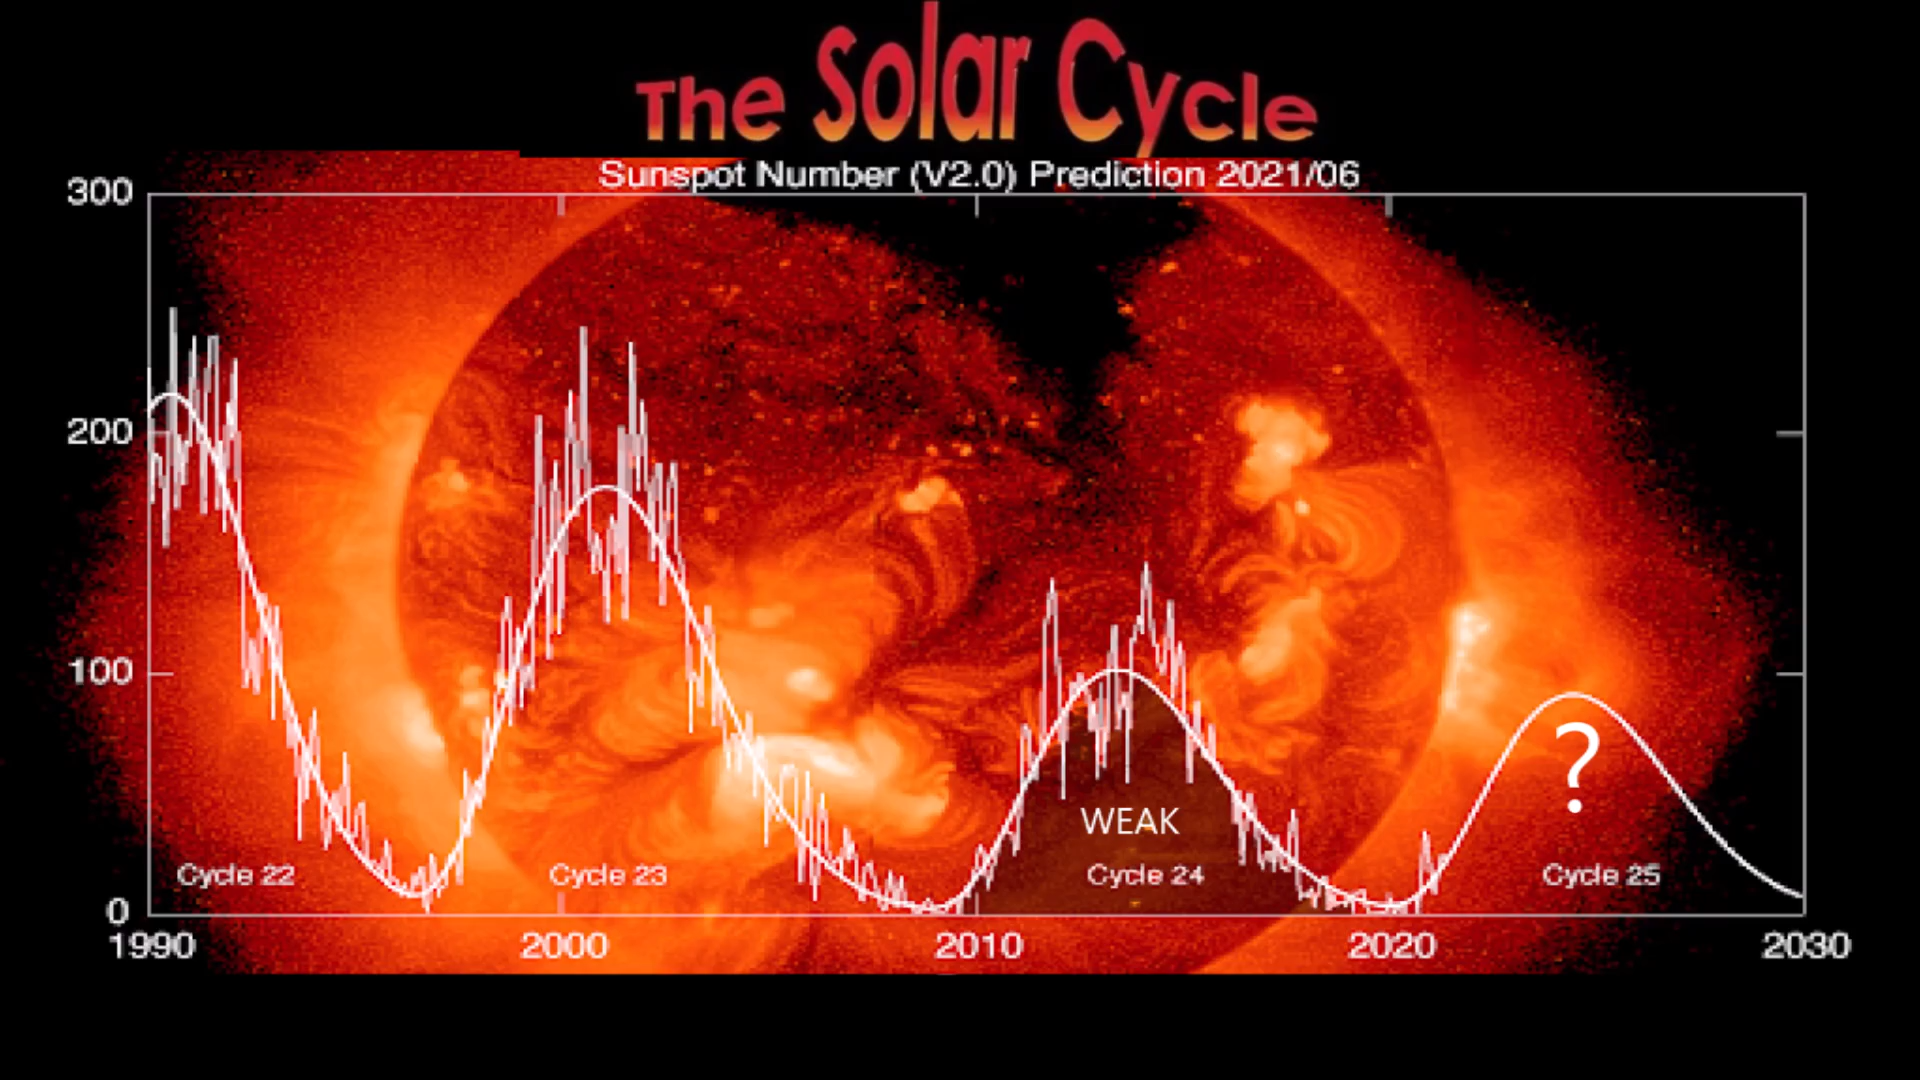 The Solar Cycle
Sunspot Number (V2.0) Prediction 2021/06
300
200
100
0
WEAK
?
Cycle 22
Cycle 23
Cycle 24
Cycle 25
1990
2000
2010
2020
2030